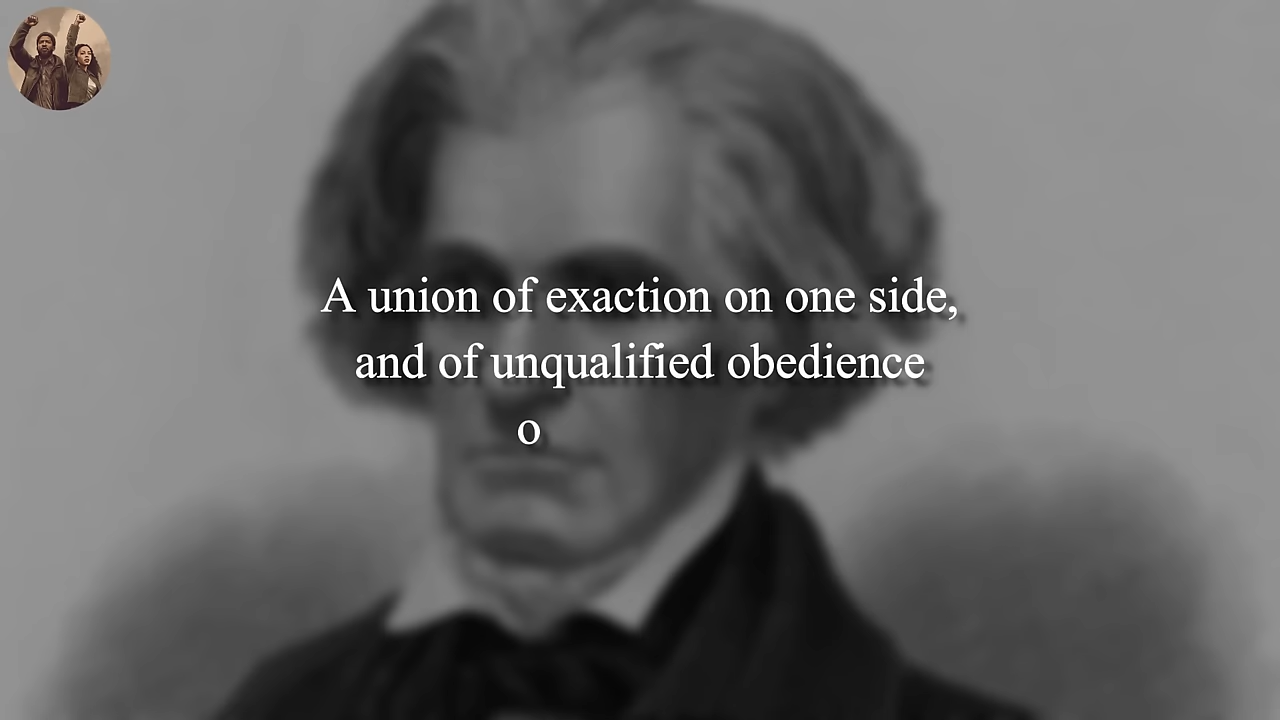 A union of exaction on one side,
and of unqualified obedience
o